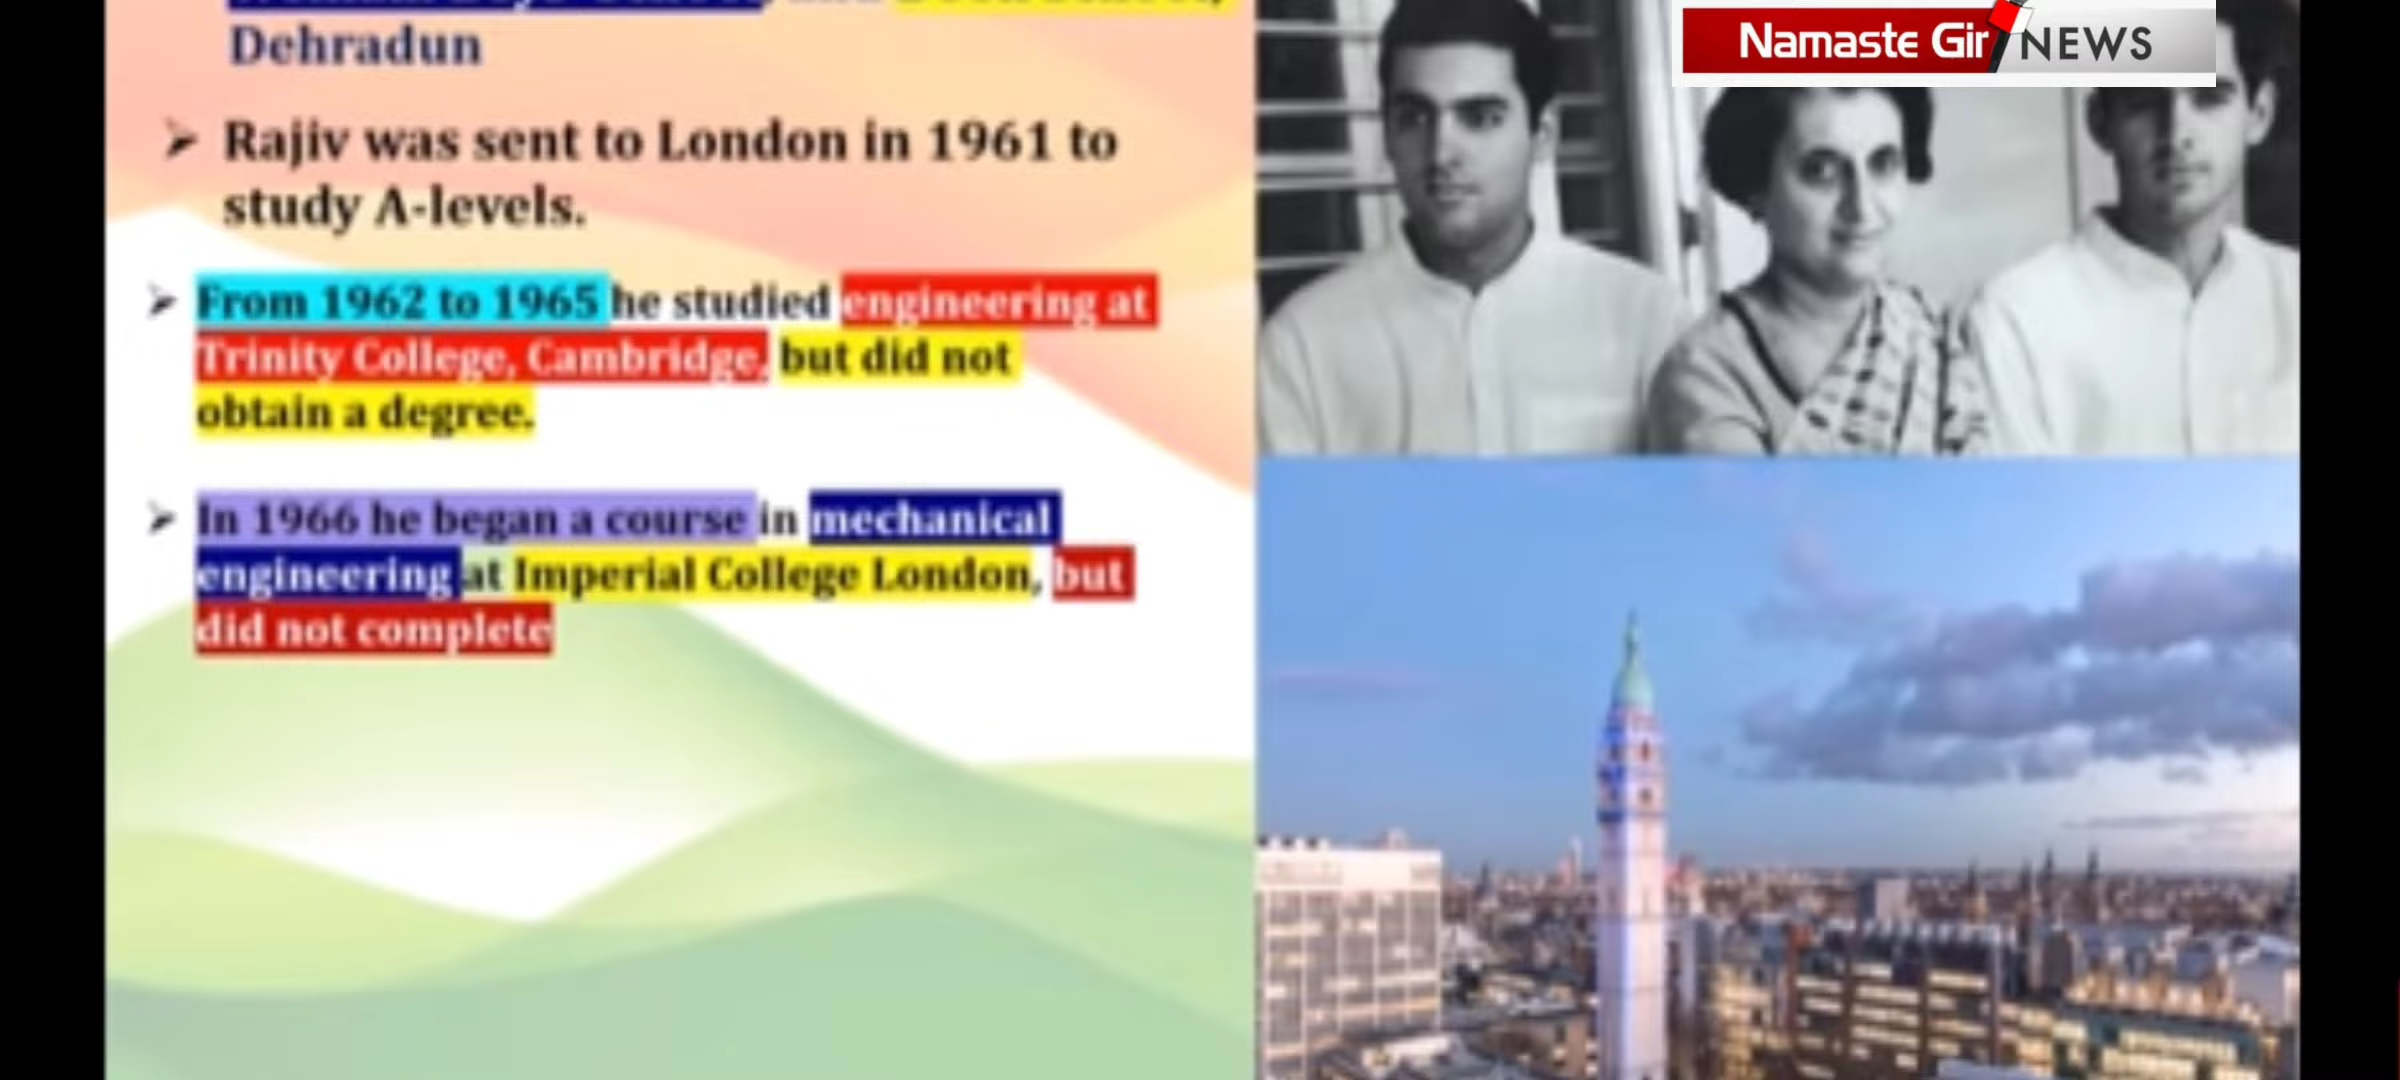 Namaste Gir NEWS
Dehradun
➤ Rajiv was sent to London in 1961 to
study A-levels.
➤ From 1962 to 1965 he studied engineering at
Trinity College, Cambridge, but did not
obtain a degree.
➤ In 1966 he began a course in mechanical
engineering at Imperial College London, but
did not complete